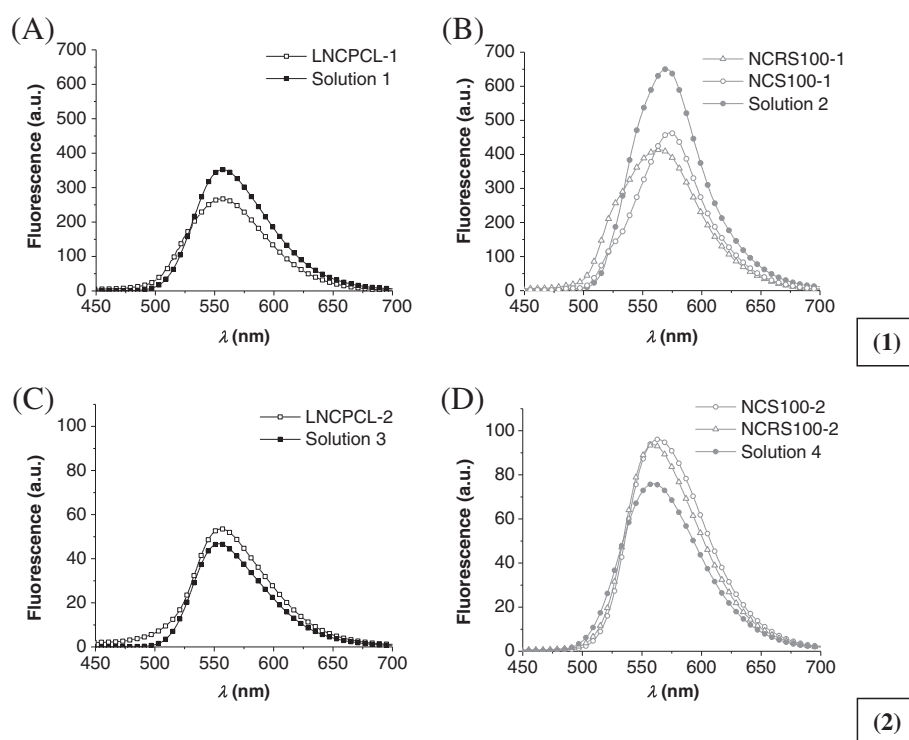 (A)
LNCPCL-1
Solution 1
700
600
500
400
300
200
100
0
Fluorescence (a.u.)
450 500 550 600 650 700
λ (nm)
(B)
NCRS100-1
NCS100-1
Solution 2
700
600
500
400
300
200
100
0
Fluorescence (a.u.)
450 500 550 600 650 700
λ (nm)
(1)
(C)
LNCPCL-2
Solution 3
100
80
60
40
20
0
Fluorescence (a.u.)
450 500 550 600 650 700
λ (nm)
(D)
NCS100-2
NCRS100-2
Solution 4
100
80
60
40
20
0
Fluorescence (a.u.)
450 500 550 600 650 700
λ (nm)
(2)